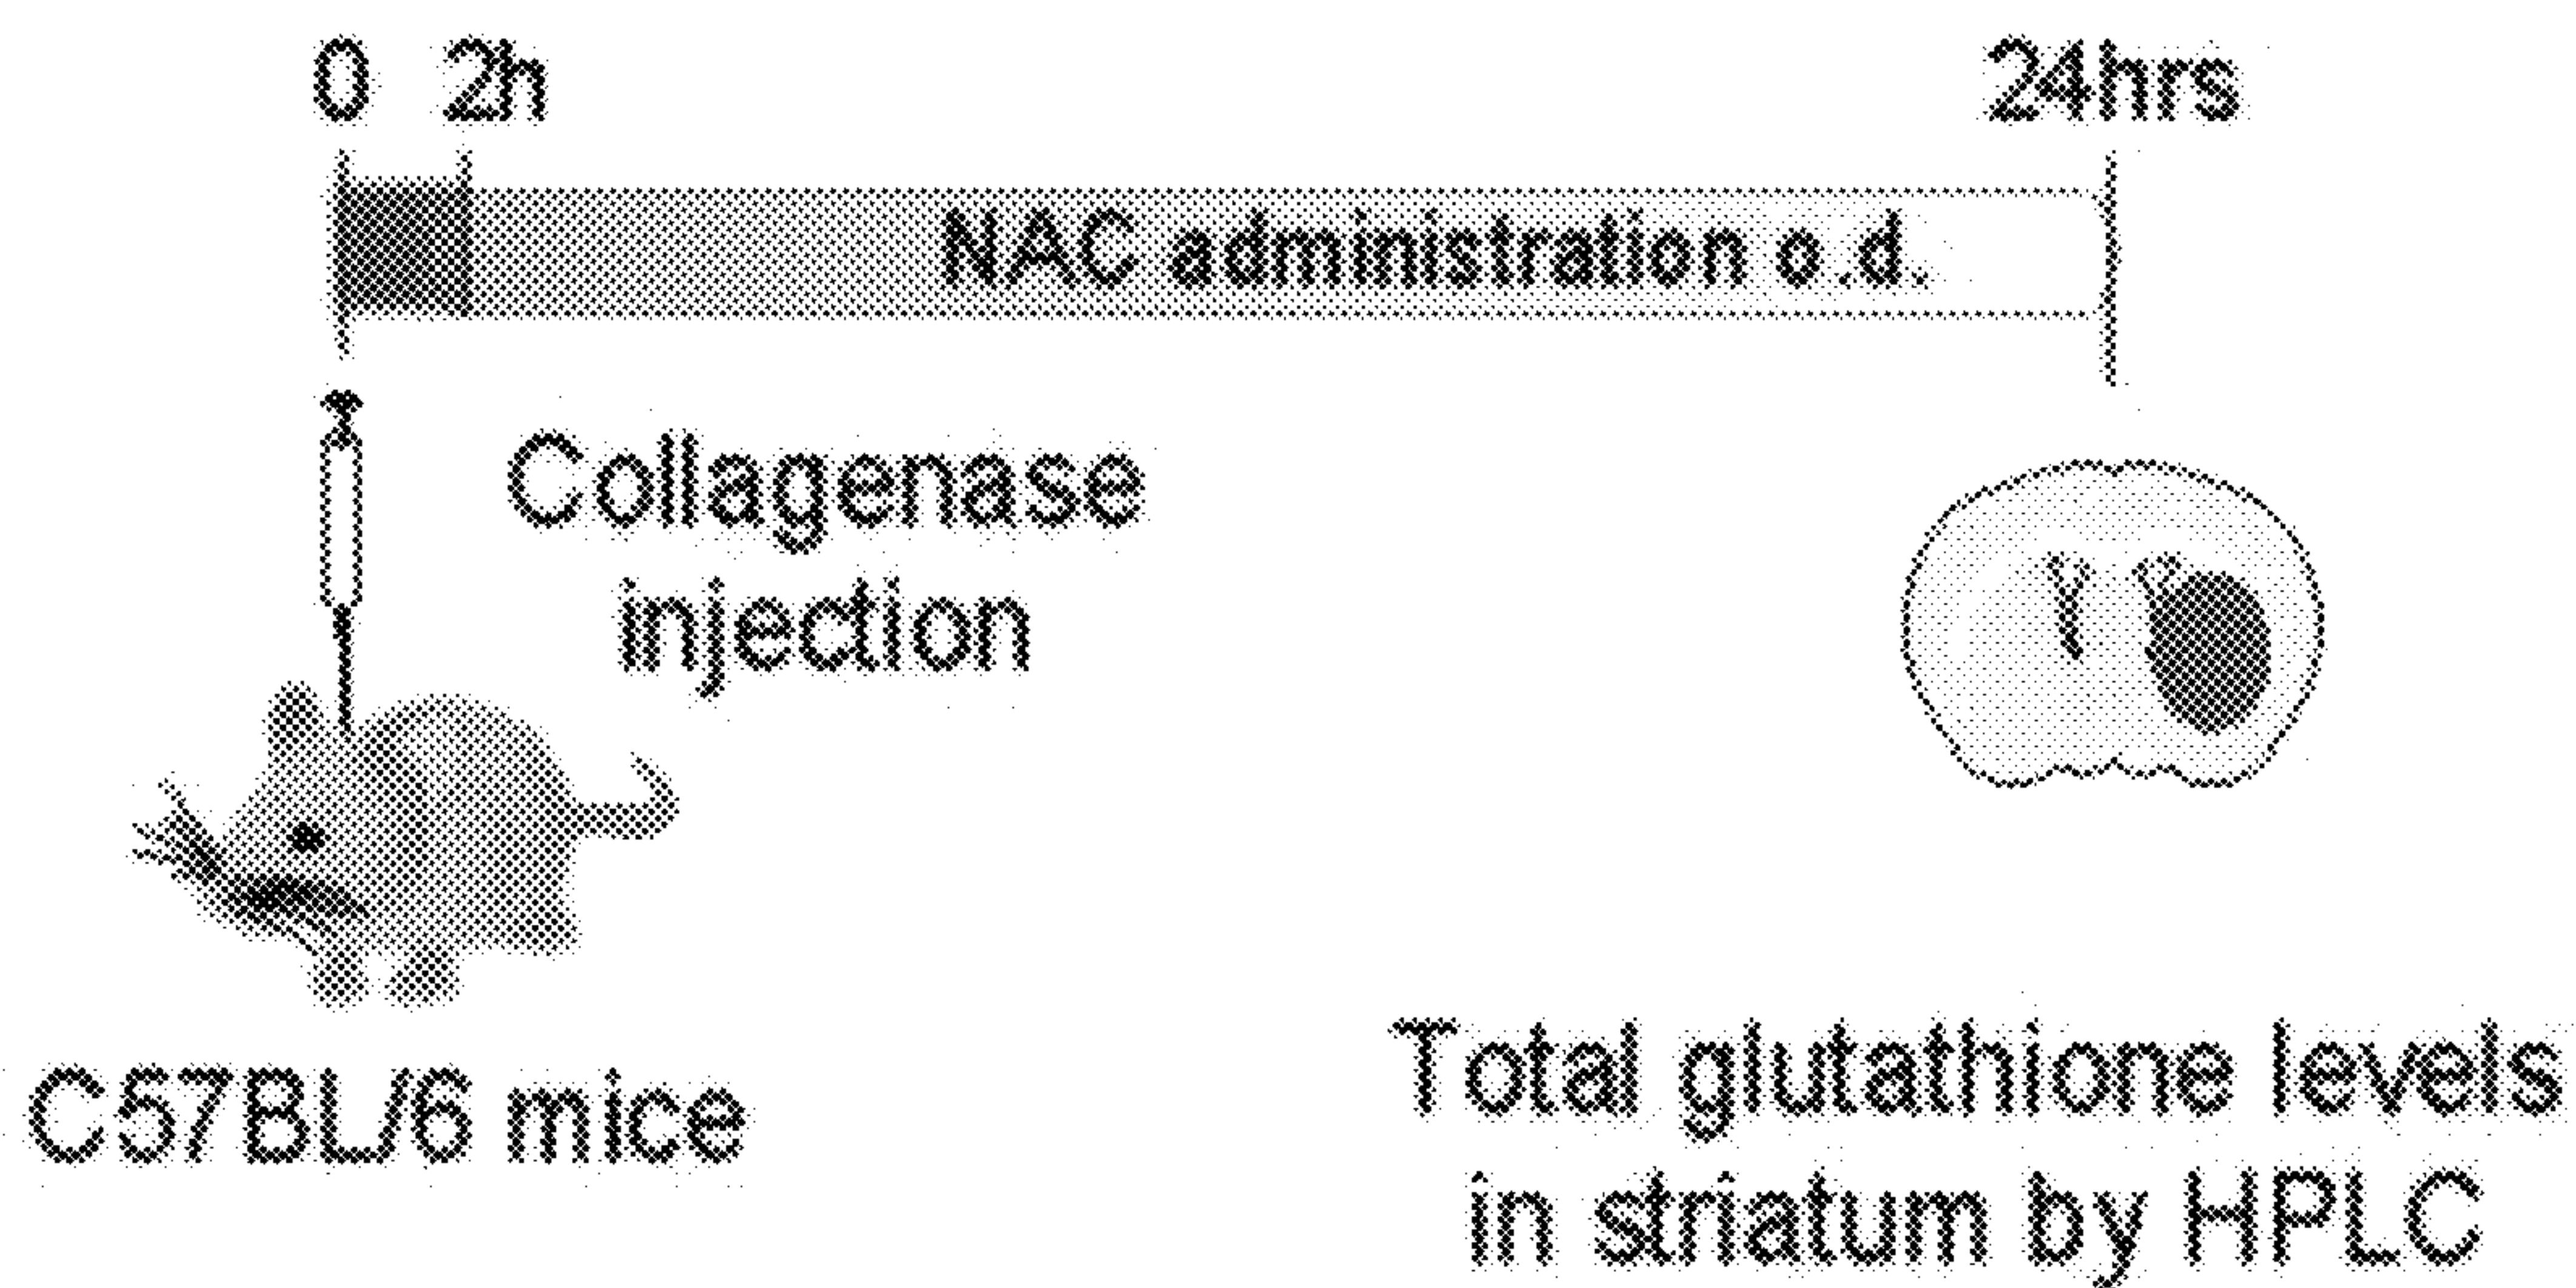 0 2h 24hrs
NAC administration o.d.
Collagenase
injection
C57BL/6 mice
Total glutathione levels
in striatum by HPLC